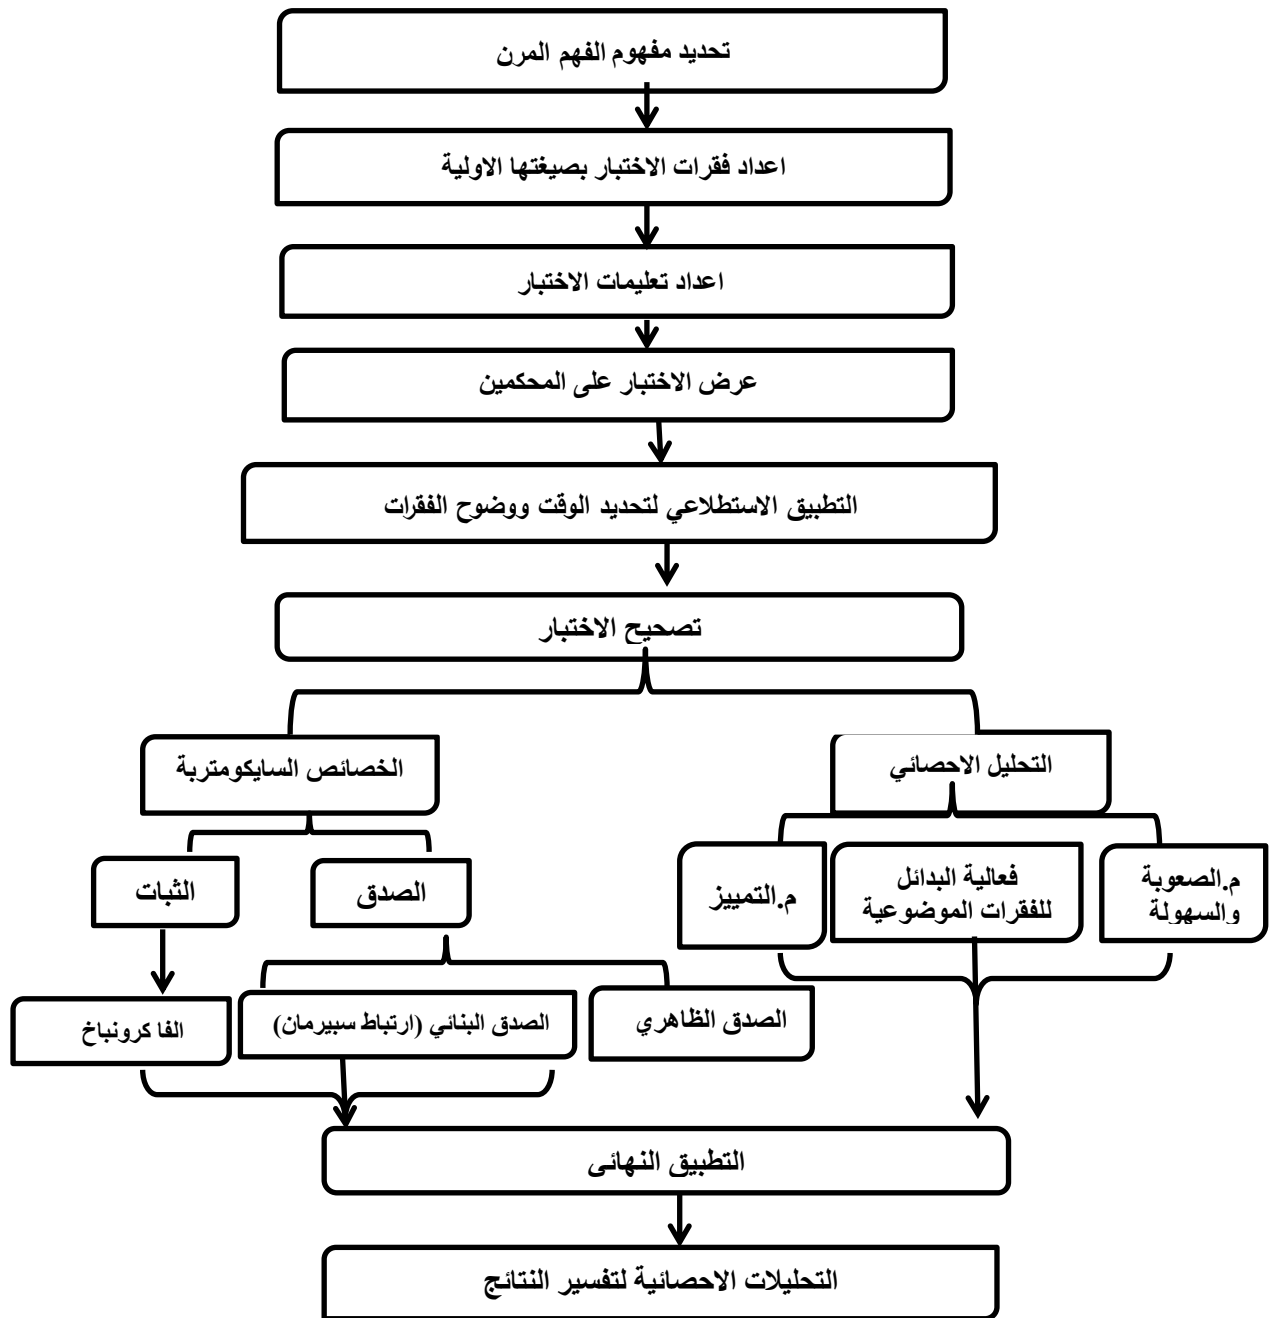 تحديد مفهوم الفهم المرن
اعداد فقرات الاختبار بصيغتها الاولية
اعداد تعليمات الاختبار
عرض الاختبار على المحكمين
التطبيق الاستطلاعي لتحديد الوقت ووضوح الفقرات
تصحيح الاختبار
التحليل الاحصائي
الخصائص السايكومترية
م.الصعوبة
والسهولة
فعالية البدائل
للفقرات الموضوعية
م.التمييز
الصدق
الثبات
الصدق الظاهري
الصدق البنائي (ارتباط سبيرمان)
الفا كرونباخ
التطبيق النهائي
التحليلات الاحصائية لتفسير النتائج